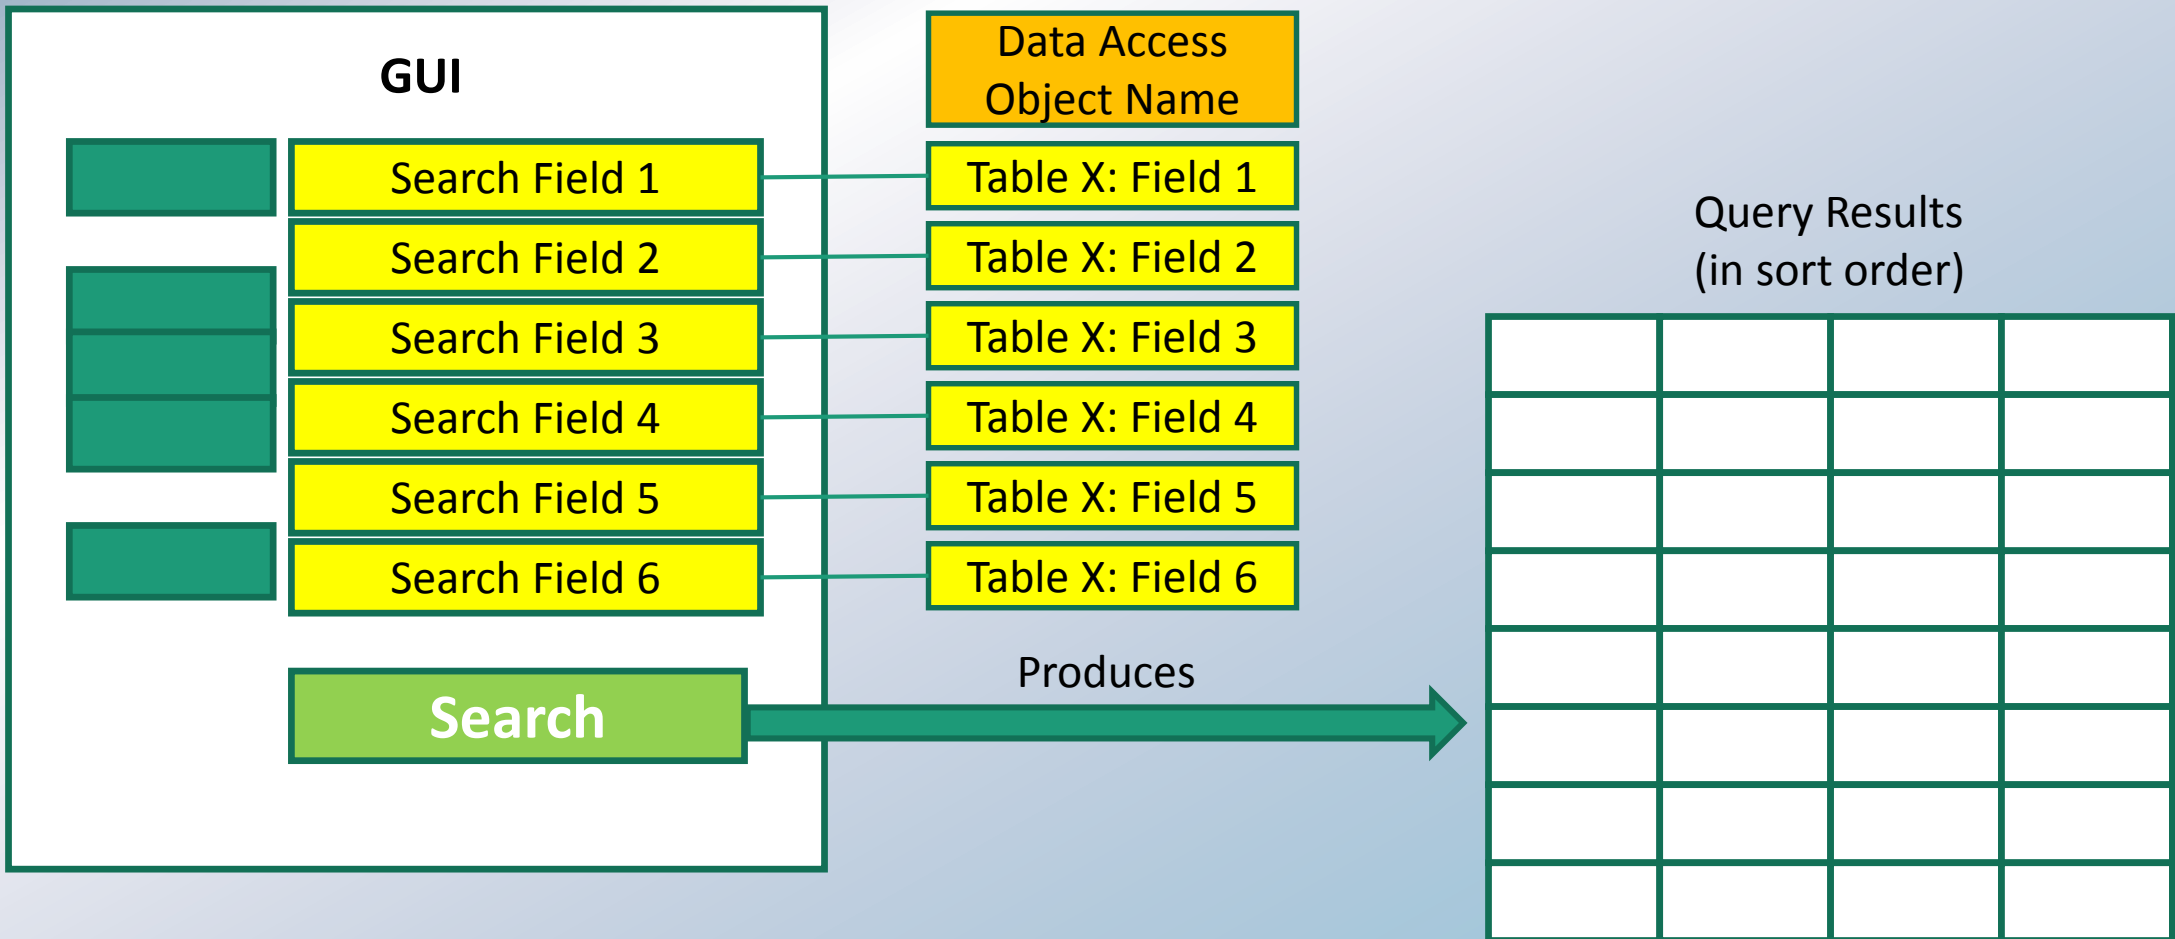 GUI
Search Field 1
Search Field 2
Search Field 3
Search Field 4
Search Field 5
Search Field 6
Search
Data Access
Object Name
Table X: Field 1
Table X: Field 2
Table X: Field 3
Table X: Field 4
Table X: Field 5
Table X: Field 6
Produces
Query Results
(in sort order)